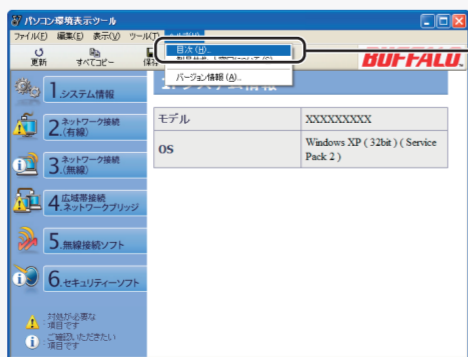 パソコン環境表示ツール
ファイル(F) 編集(E) 表示(V) ツール(T)
更新 すべてコピー 保存
目次(H)...
バージョン情報(A)...
BUFFALO
1.システム情報
2.ネットワーク接続(有線)
3.ネットワーク接続(無線)
4.広域帯接続 ネットワークブリッジ
5.無線接続ソフト
6.セキュリティーソフト
モデル XXXXXXXXX
OS Windows XP ( 32bit ) ( Service
Pack 2 )
対処が必要な
項目です
ご確認いただきたい
項目です